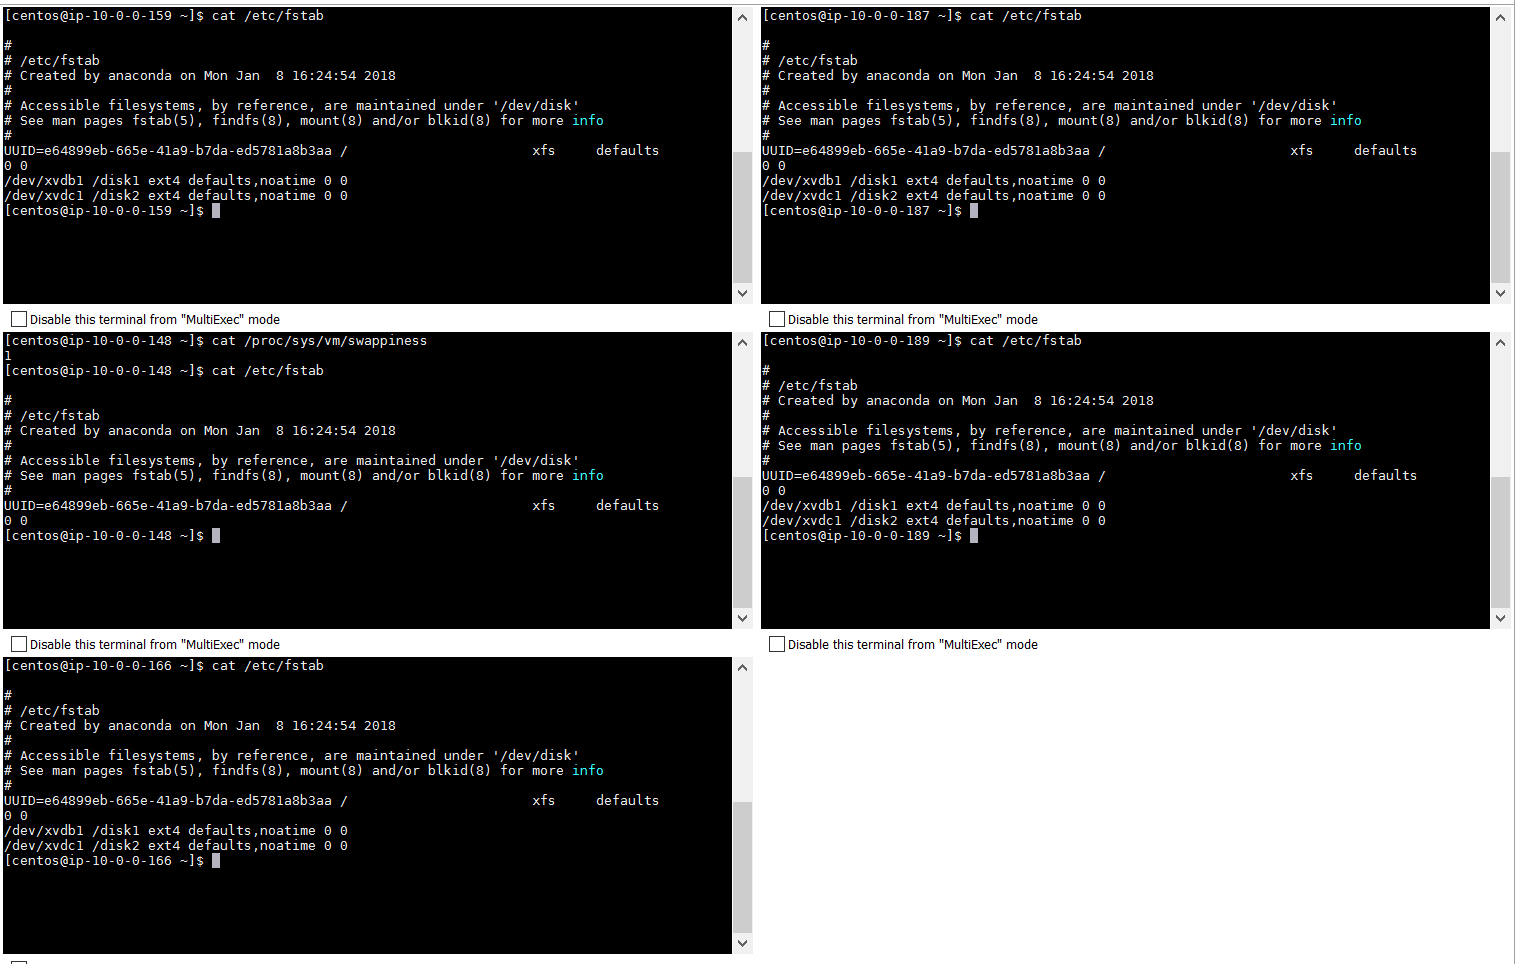 [centos@ip-10-0-0-159 ~]$ cat /etc/fstab
#
# /etc/fstab
# Created by anaconda on Mon Jan  8 16:24:54 2018
#
# Accessible filesystems, by reference, are maintained under '/dev/disk'
# See man pages fstab(5), findfs(8), mount(8) and/or blkid(8) for more info
#
UUID=e64899eb-665e-41a9-b7da-ed5781a8b3aa /                       xfs     defaults
0 0
/dev/xvdb1 /disk1 ext4 defaults,noatime 0 0
/dev/xvdc1 /disk2 ext4 defaults,noatime 0 0
[centos@ip-10-0-0-159 ~]$
Disable this terminal from "MultiExec" mode
[centos@ip-10-0-0-187 ~]$ cat /etc/fstab
#
# /etc/fstab
# Created by anaconda on Mon Jan  8 16:24:54 2018
#
# Accessible filesystems, by reference, are maintained under '/dev/disk'
# See man pages fstab(5), findfs(8), mount(8) and/or blkid(8) for more info
#
UUID=e64899eb-665e-41a9-b7da-ed5781a8b3aa /                       xfs     defaults
0 0
/dev/xvdb1 /disk1 ext4 defaults,noatime 0 0
/dev/xvdc1 /disk2 ext4 defaults,noatime 0 0
[centos@ip-10-0-0-187 ~]$
Disable this terminal from "MultiExec" mode
[centos@ip-10-0-0-148 ~]$ cat /proc/sys/vm/swappiness
1
[centos@ip-10-0-0-148 ~]$ cat /etc/fstab
#
# /etc/fstab
# Created by anaconda on Mon Jan  8 16:24:54 2018
#
# Accessible filesystems, by reference, are maintained under '/dev/disk'
# See man pages fstab(5), findfs(8), mount(8) and/or blkid(8) for more info
#
UUID=e64899eb-665e-41a9-b7da-ed5781a8b3aa /                       xfs     defaults
0 0
[centos@ip-10-0-0-148 ~]$
Disable this terminal from "MultiExec" mode
[centos@ip-10-0-0-189 ~]$ cat /etc/fstab
#
# /etc/fstab
# Created by anaconda on Mon Jan  8 16:24:54 2018
#
# Accessible filesystems, by reference, are maintained under '/dev/disk'
# See man pages fstab(5), findfs(8), mount(8) and/or blkid(8) for more info
#
UUID=e64899eb-665e-41a9-b7da-ed5781a8b3aa /                       xfs     defaults
0 0
/dev/xvdb1 /disk1 ext4 defaults,noatime 0 0
/dev/xvdc1 /disk2 ext4 defaults,noatime 0 0
[centos@ip-10-0-0-189 ~]$
Disable this terminal from "MultiExec" mode
[centos@ip-10-0-0-166 ~]$ cat /etc/fstab
#
# /etc/fstab
# Created by anaconda on Mon Jan  8 16:24:54 2018
#
# Accessible filesystems, by reference, are maintained under '/dev/disk'
# See man pages fstab(5), findfs(8), mount(8) and/or blkid(8) for more info
#
UUID=e64899eb-665e-41a9-b7da-ed5781a8b3aa /                       xfs     defaults
0 0
/dev/xvdb1 /disk1 ext4 defaults,noatime 0 0
/dev/xvdc1 /disk2 ext4 defaults,noatime 0 0
[centos@ip-10-0-0-166 ~]$